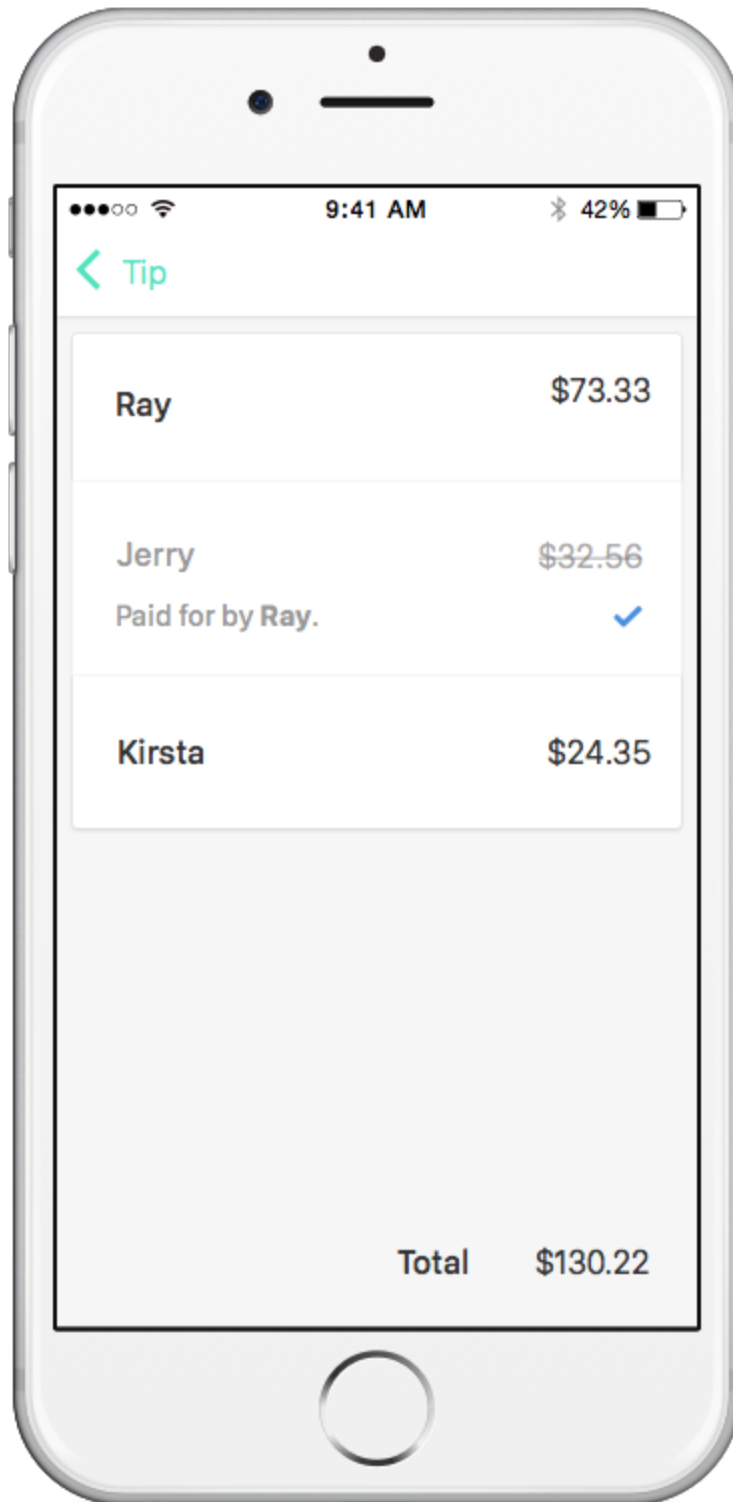 9:41 AM 42%
Tip
Ray $73.33
Jerry $32.56
Paid for by Ray.
Kirsta $24.35
Total $130.22